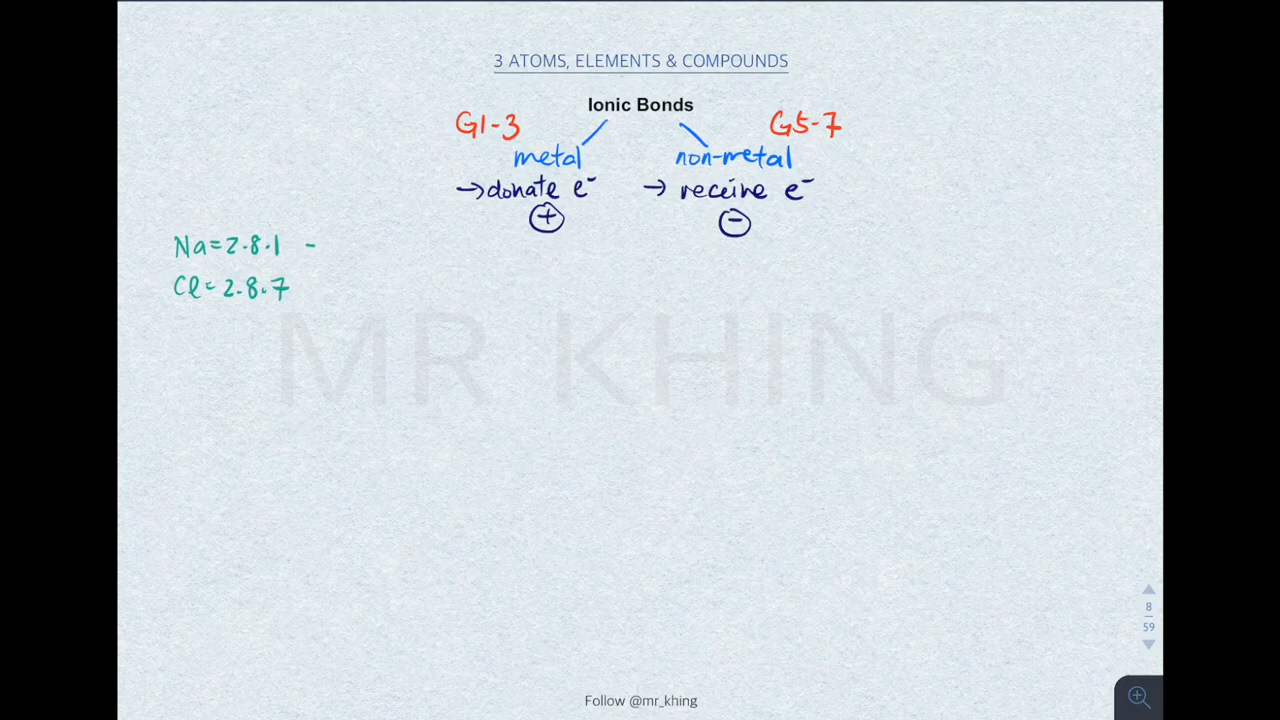 3 ATOMS, ELEMENTS & COMPOUNDS
Ionic Bonds
G1-3 G5-7
metal non-metal
→donate e⁻ → receive e⁻
+ -
Na=2.8.1 -
Cl= 2.8.7
MR KHING
8
59
Follow @mr_khing